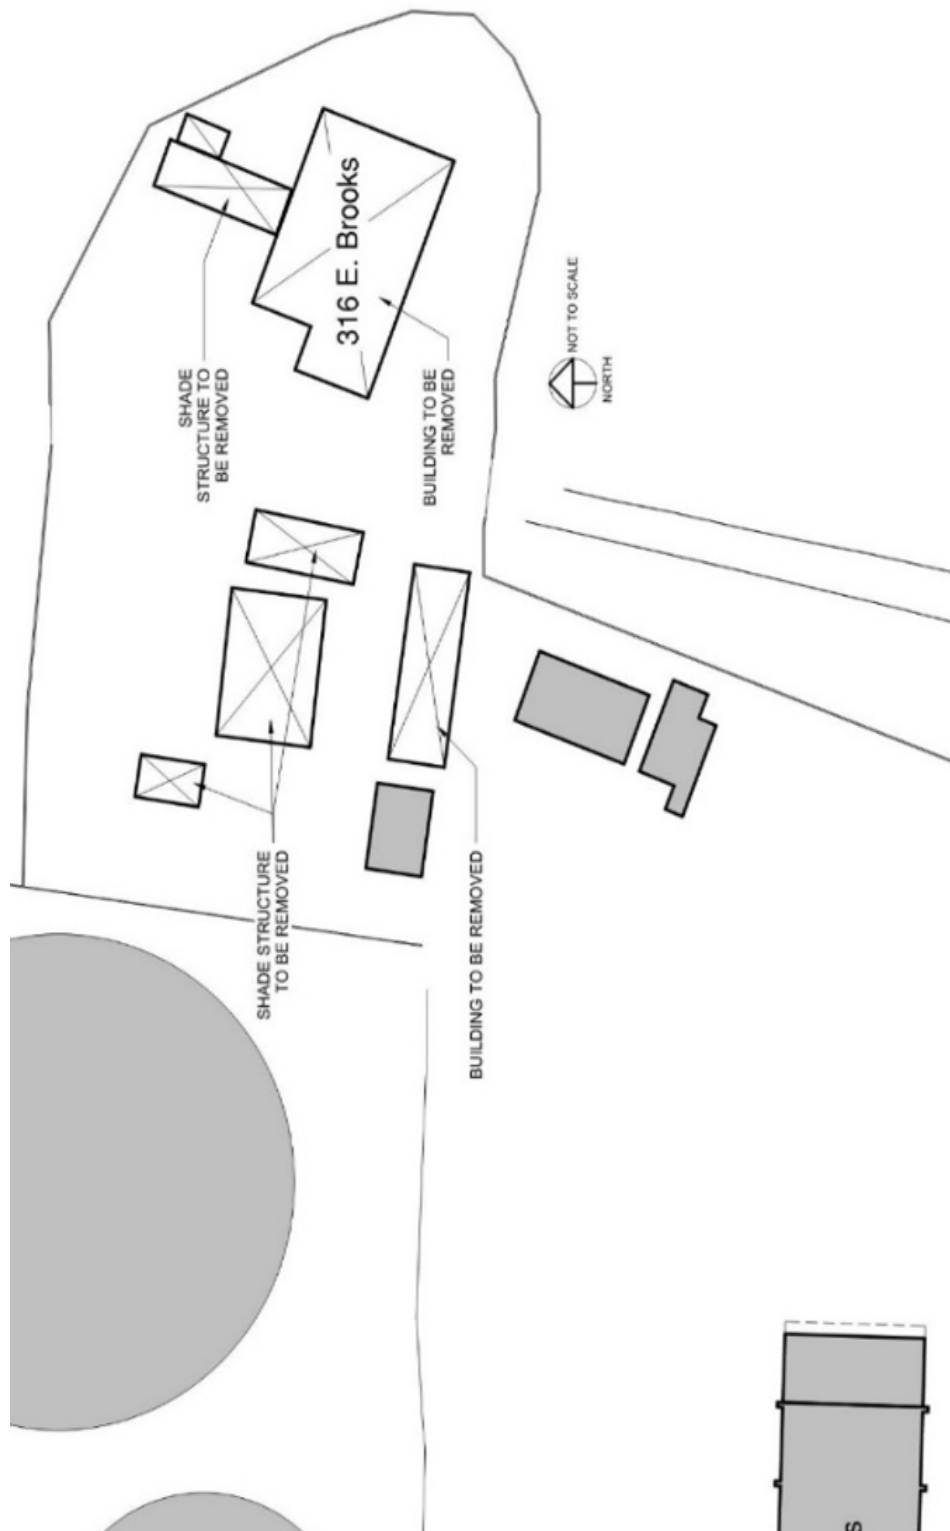 316 E. Brooks
SHADE
STRUCTURE TO
BE REMOVED
BUILDING TO BE
REMOVED
NOT TO SCALE
NORTH
SHADE STRUCTURE
TO BE REMOVED
BUILDING TO BE REMOVED